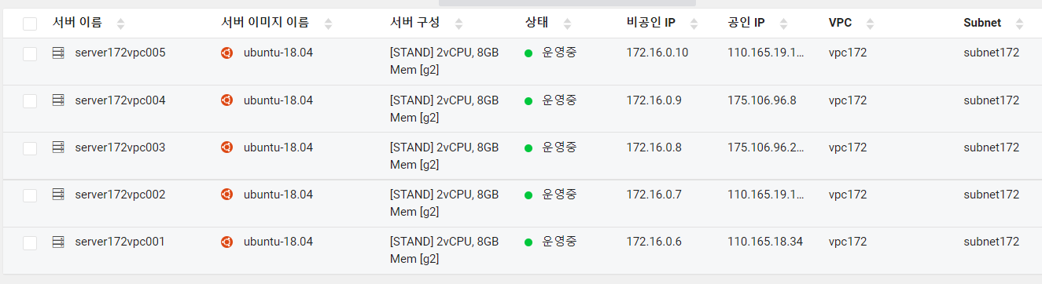 서버 이름 서버 이미지 이름 서버 구성 상태 비공인 IP 공인 IP VPC Subnet
server172vpc005 ubuntu-18.04 [STAND] 2vCPU, 8GB 운영중 172.16.0.10 110.165.19.1... vpc172 subnet172
Mem [g2]
server172vpc004 ubuntu-18.04 [STAND] 2vCPU, 8GB 운영중 172.16.0.9 175.106.96.8 vpc172 subnet172
Mem [g2]
server172vpc003 ubuntu-18.04 [STAND] 2vCPU, 8GB 운영중 172.16.0.8 175.106.96.2... vpc172 subnet172
Mem [g2]
server172vpc002 ubuntu-18.04 [STAND] 2vCPU, 8GB 운영중 172.16.0.7 110.165.19.1... vpc172 subnet172
Mem [g2]
server172vpc001 ubuntu-18.04 [STAND] 2vCPU, 8GB 운영중 172.16.0.6 110.165.18.34 vpc172 subnet172
Mem [g2]